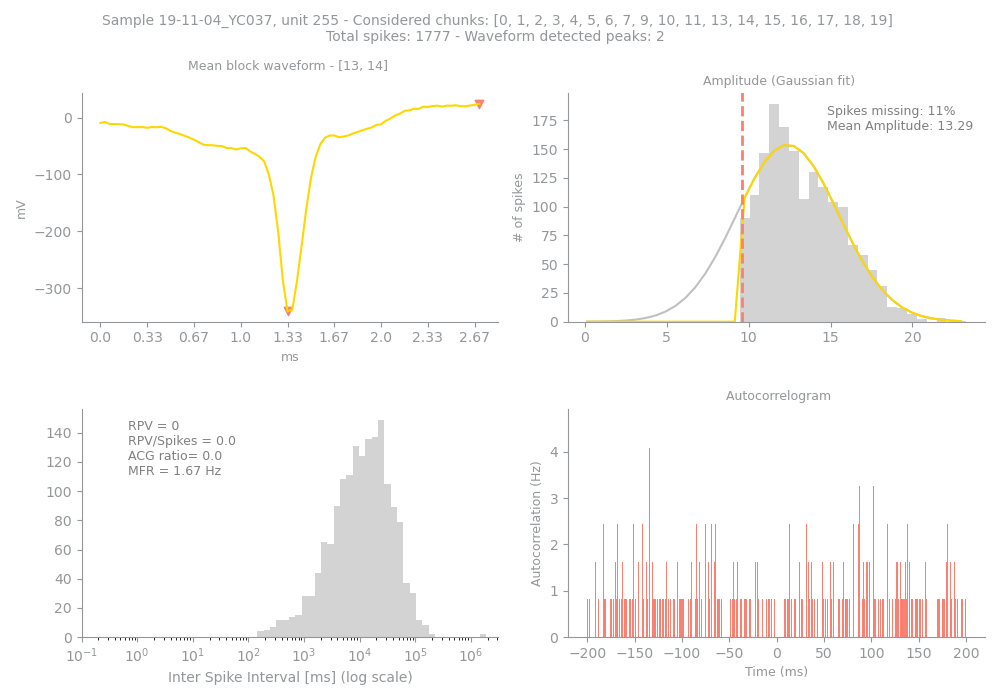 Sample 19-11-04_YC037, unit 255 - Considered chunks: [0, 1, 2, 3, 4, 5, 6, 7, 9, 10, 11, 13, 14, 15, 16, 17, 18, 19]
Total spikes: 1777 - Waveform detected peaks: 2
Mean block waveform - [13, 14]
0
−100
−200
−300
mV
0.0 0.33 0.67 1.0 1.33 1.67 2.0 2.33 2.67
ms
Amplitude (Gaussian fit)
Spikes missing: 11%
Mean Amplitude: 13.29
175
150
125
100
75
50
25
0
# of spikes
0 5 10 15 20
RPV = 0
RPV/Spikes = 0.0
ACG ratio= 0.0
MFR = 1.67 Hz
140
120
100
80
60
40
20
0
10⁻¹ 10⁰ 10¹ 10² 10³ 10⁴ 10⁵ 10⁶
Inter Spike Interval [ms] (log scale)
Autocorrelogram
4
3
2
1
0
Autocorrelation (Hz)
−200 −150 −100 −50 0 50 100 150 200
Time (ms)